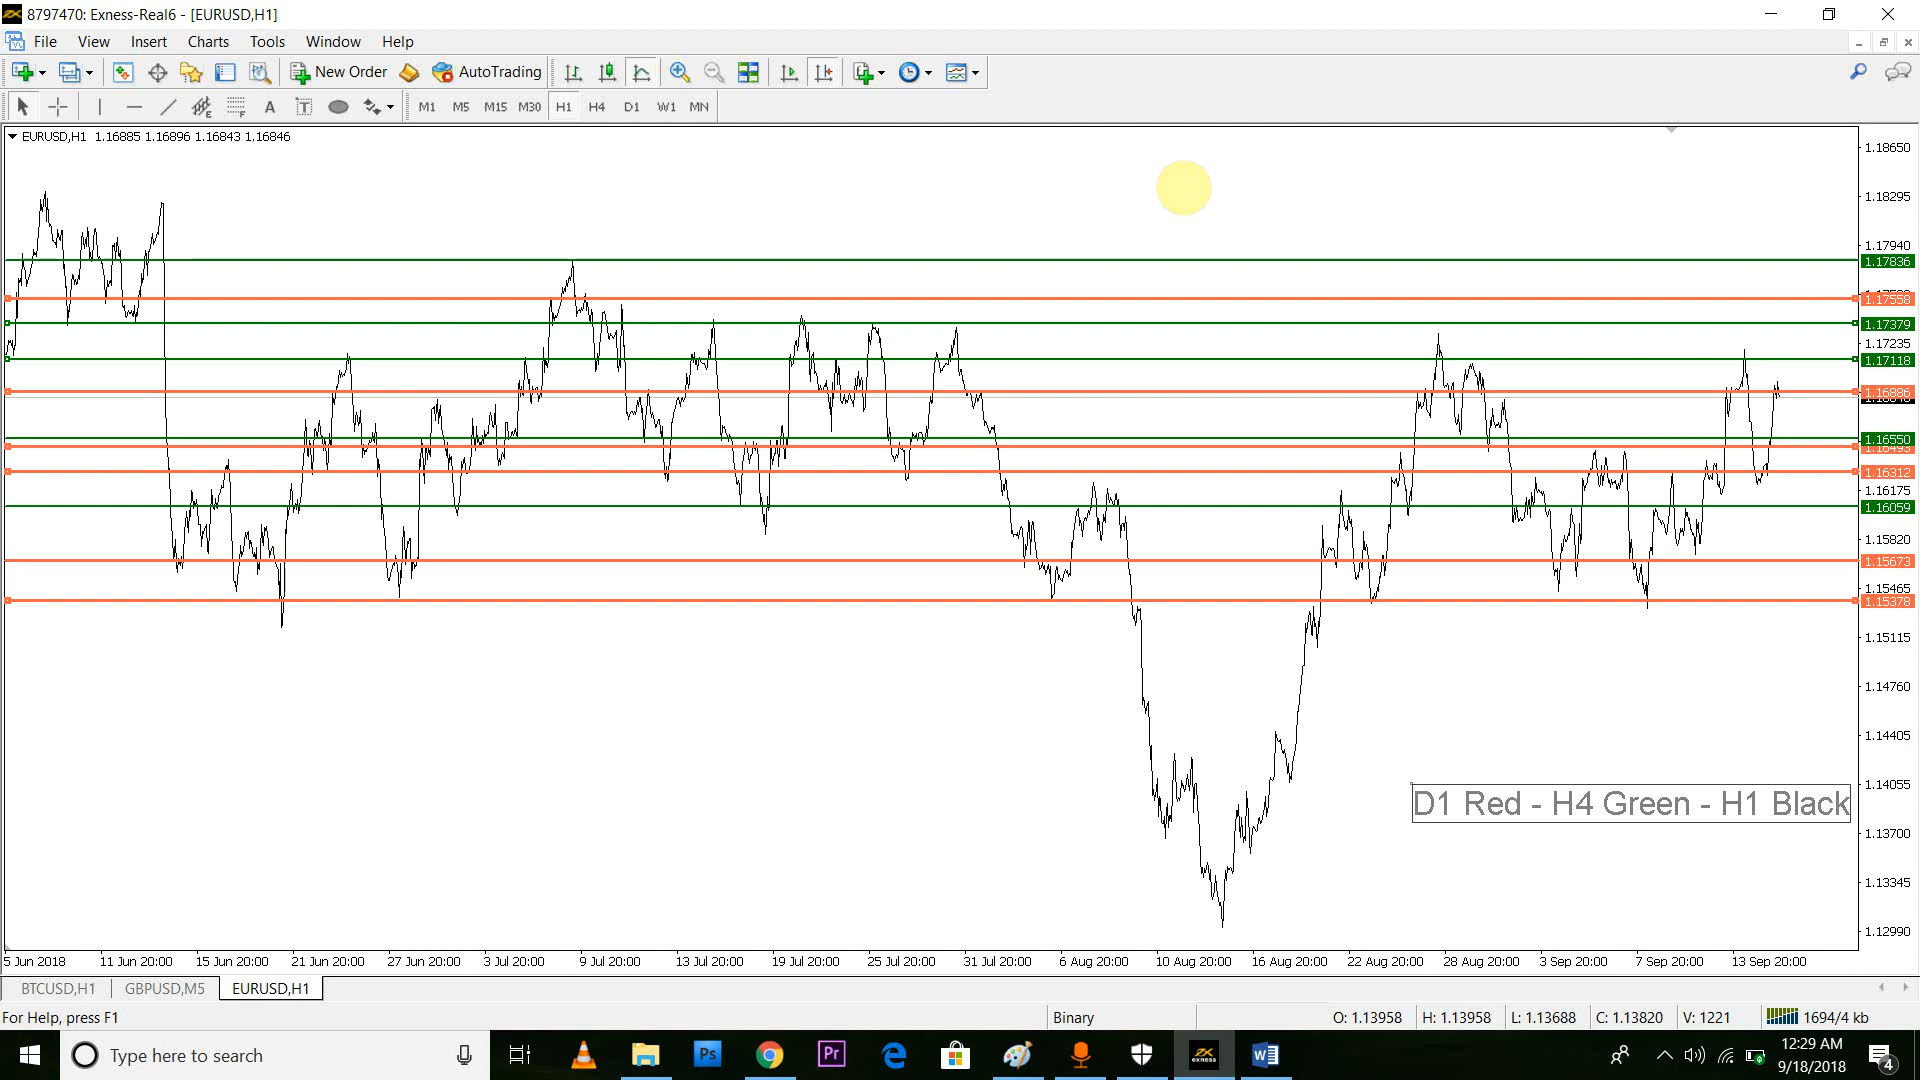 8797470: Exness-Real6 - [EURUSD,H1]
File View Insert Charts Tools Window Help
New Order AutoTrading
A T M1 M5 M15 M30 H1 H4 D1 W1 MN
EURUSD,H1 1.16885 1.16896 1.16843 1.16846
1.18650
1.18295
1.17940
1.17836
1.17558
1.17379
1.17235
1.17118
1.16886
1.16550
1.16493
1.16312
1.16175
1.16059
1.15820
1.15673
1.15465
1.15378
1.15115
1.14760
1.14405
1.14055
D1 Red - H4 Green - H1 Black
1.13700
1.13345
1.12990
5 Jun 2018 11 Jun 20:00 15 Jun 20:00 21 Jun 20:00 27 Jun 20:00 3 Jul 20:00 9 Jul 20:00 13 Jul 20:00 19 Jul 20:00 25 Jul 20:00 31 Jul 20:00 6 Aug 20:00 10 Aug 20:00 16 Aug 20:00 22 Aug 20:00 28 Aug 20:00 3 Sep 20:00 7 Sep 20:00 13 Sep 20:00
BTCUSD,H1 GBPUSD,M5 EURUSD,H1
For Help, press F1 Binary O: 1.13958 H: 1.13958 L: 1.13688 C: 1.13820 V: 1221 1694/4 kb
Type here to search Ps Pr exness 12:29 AM
9/18/2018 4